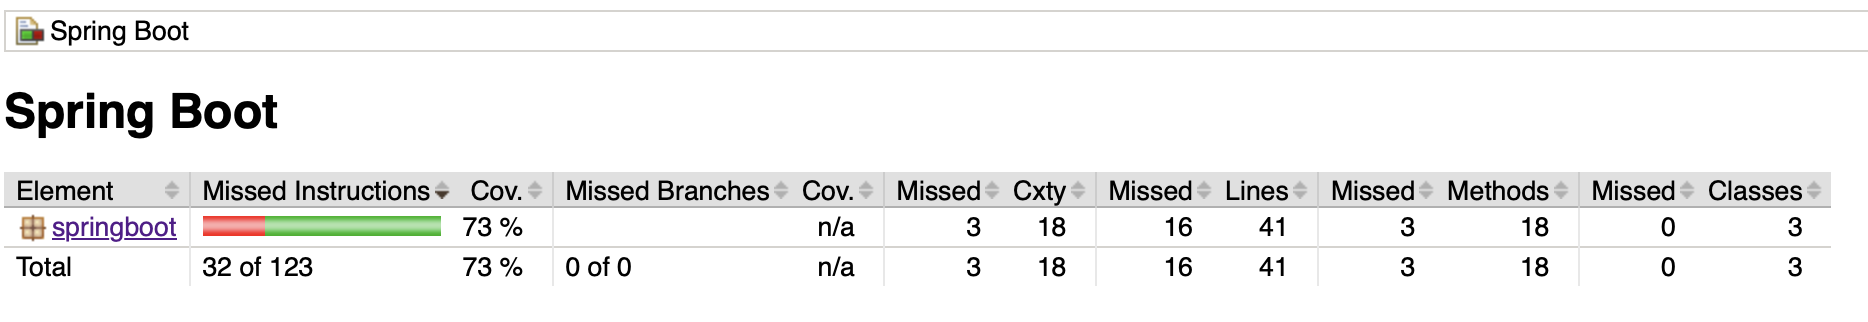 Spring Boot
Spring Boot
Element Missed Instructions Cov. Missed Branches Cov. Missed Cxty Missed Lines Missed Methods Missed Classes
springboot 73 % n/a 3 18 16 41 3 18 0 3
Total 32 of 123 73 % 0 of 0 n/a 3 18 16 41 3 18 0 3